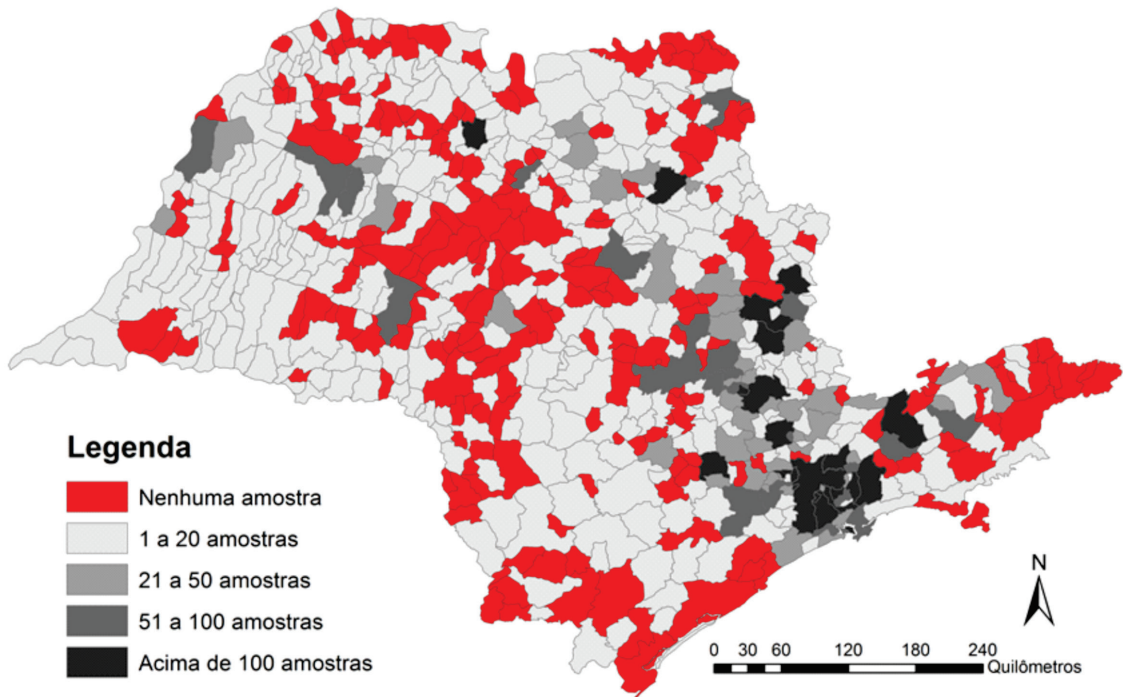 Legenda
Nenhuma amostra
1 a 20 amostras
21 a 50 amostras
51 a 100 amostras
Acima de 100 amostras
N
0 30 60 120 180 240
Quilômetros